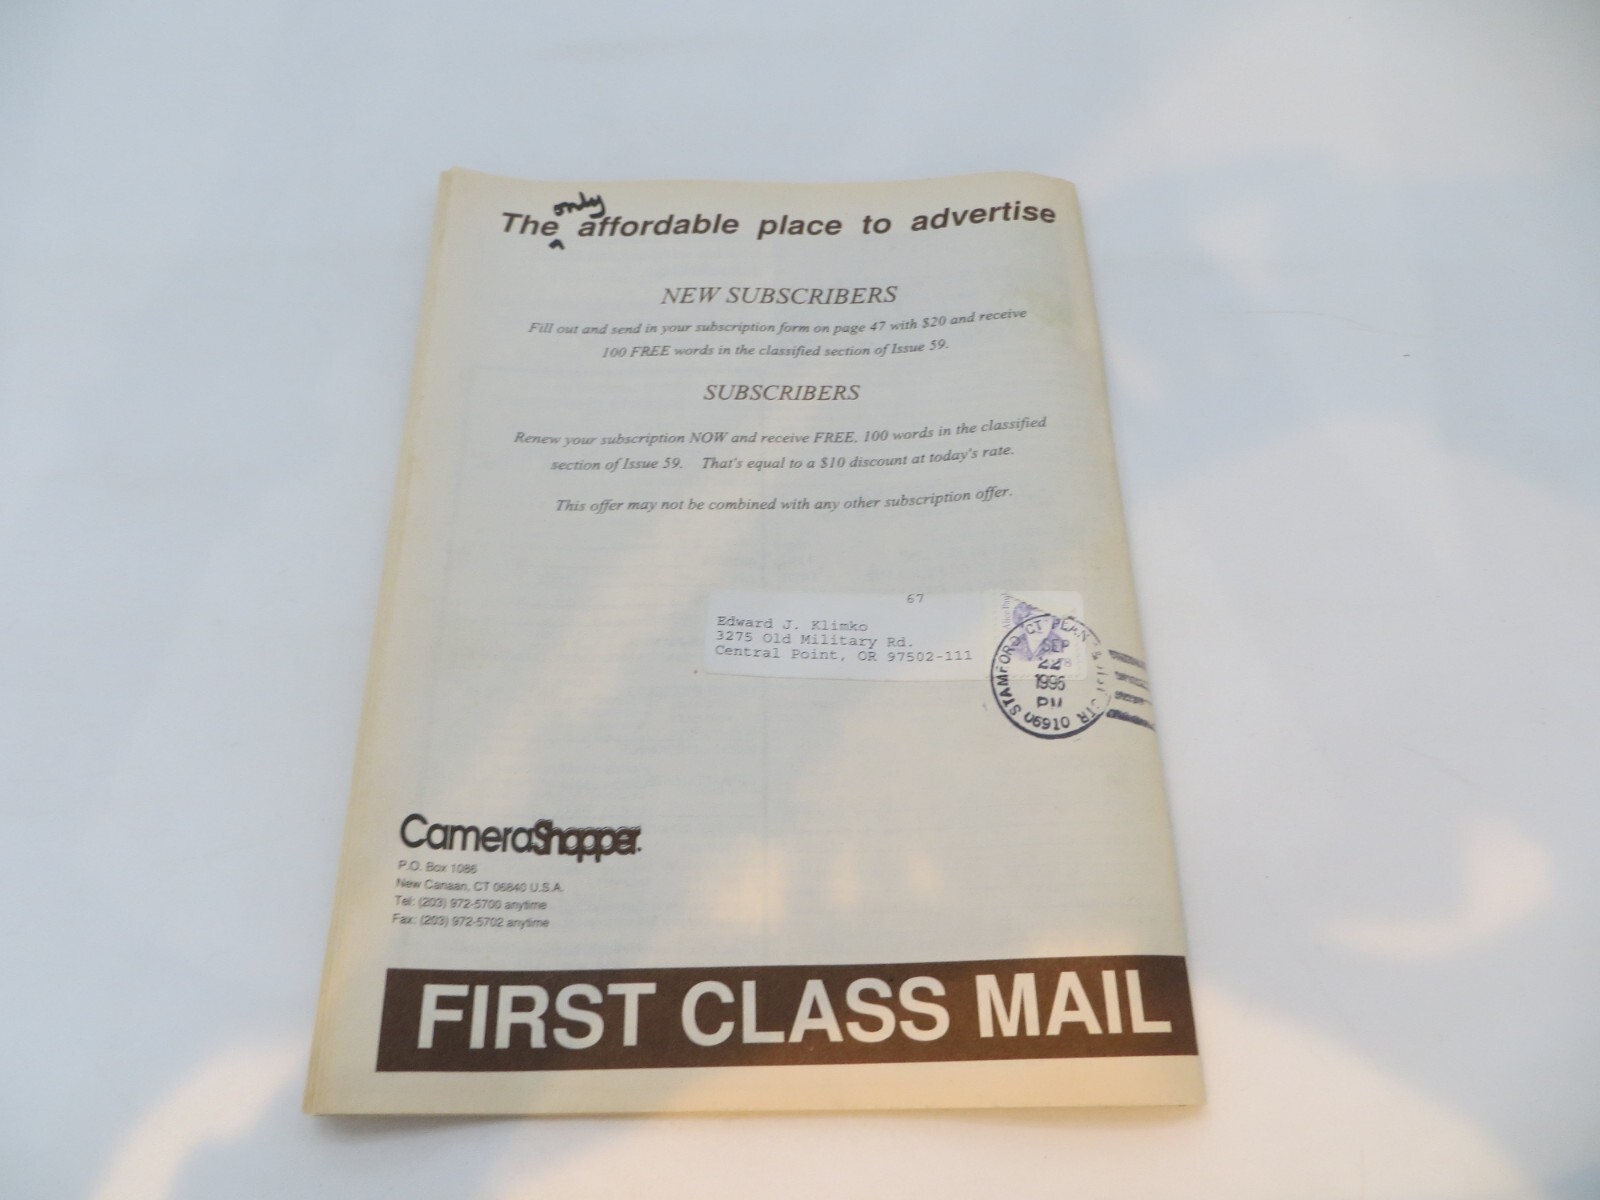 The only affordable place to advertise
NEW SUBSCRIBERS
Fill out and send in your subscription form on page 47 with $20 and receive
100 FREE words in the classified section of Issue 59.
SUBSCRIBERS
Renew your subscription NOW and receive FREE, 100 words in the classified
section of Issue 59. That's equal to a $10 discount at today's rate.
This offer may not be combined with any other subscription offer.
67
Edward J. Klimko
3275 Old Military Rd.
Central Point, OR 97502-111
STAMFORD CT
SEP
22
1995
PM
06910
CameraShopper.
P.O. Box 1086
New Canaan, CT 06840 U.S.A.
Tel: (203) 972-5700 anytime
Fax: (203) 972-5702 anytime
FIRST CLASS MAIL